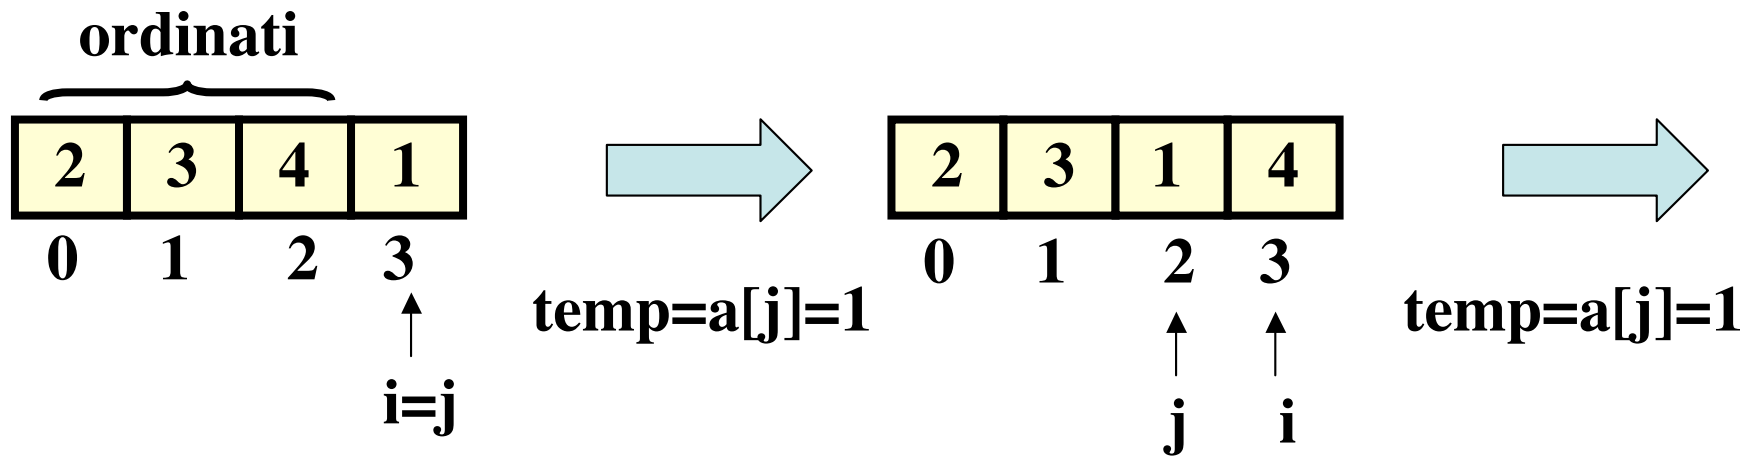 ordinati
2 3 4 1
0 1 2 3
i=j
temp=a[j]=1
2 3 1 4
0 1 2 3
j i
temp=a[j]=1